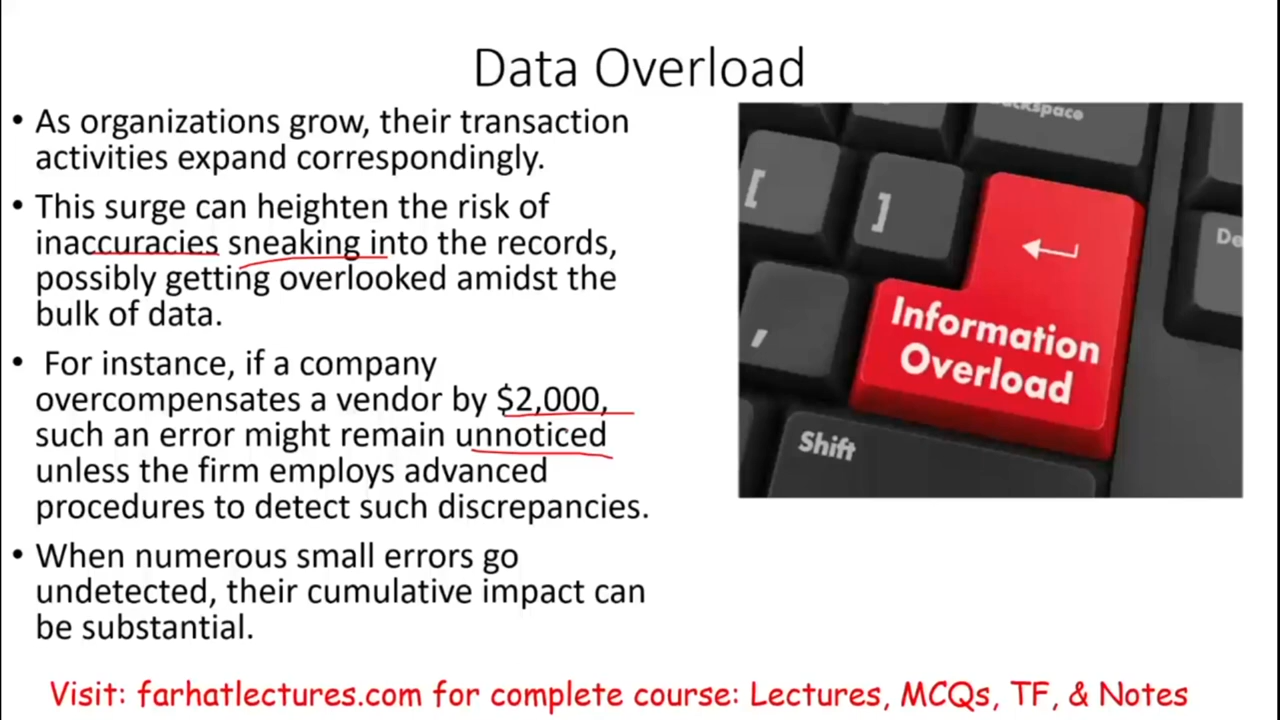 Data Overload
• As organizations grow, their transaction
activities expand correspondingly.
• This surge can heighten the risk of
inaccuracies sneaking into the records,
possibly getting overlooked amidst the
bulk of data.
• For instance, if a company
overcompensates a vendor by $2,000,
such an error might remain unnoticed
unless the firm employs advanced
procedures to detect such discrepancies.
• When numerous small errors go
undetected, their cumulative impact can
be substantial.
[
]
,
Information
Overload
Shift
De
Visit: farhatlectures.com for complete course: Lectures, MCQs, TF, & Notes